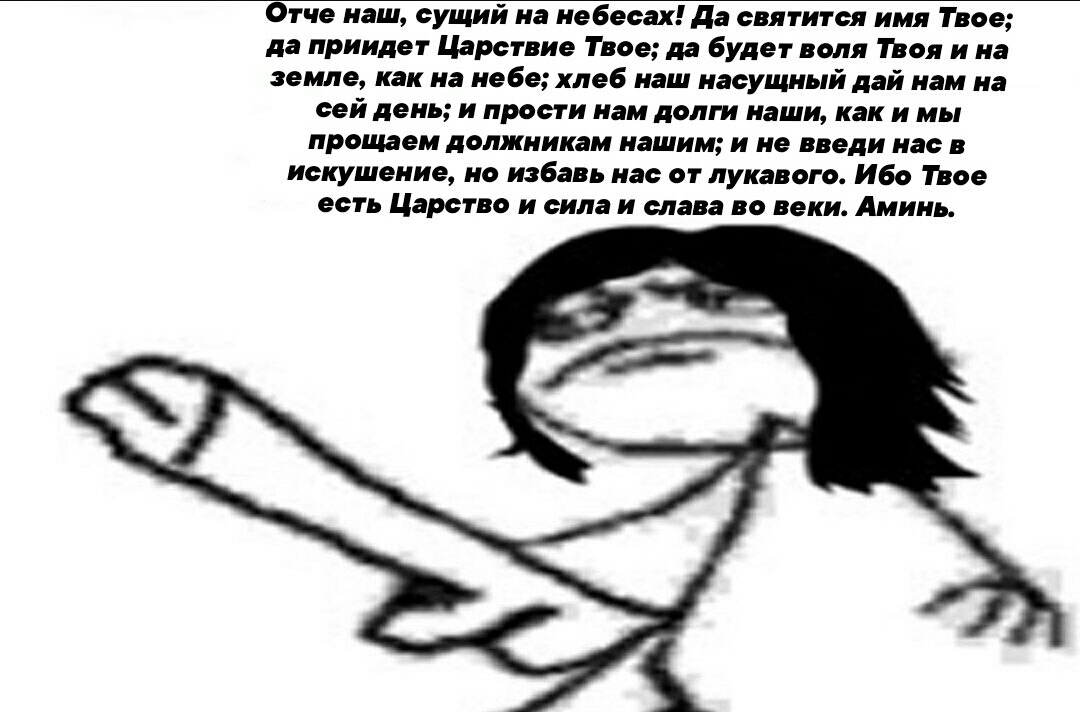 Отче наш, сущий на небесах! Да святится имя Твое;
да приидет Царствие Твое; да будет воля Твоя и на
земле, как на небе; хлеб наш насущный дай нам на
сей день; и прости нам долги наши, как и мы
прощаем должникам нашим; и не введи нас в
искушение, но избавь нас от лукавого. Ибо Твое
есть Царство и сила и слава во веки. Аминь.